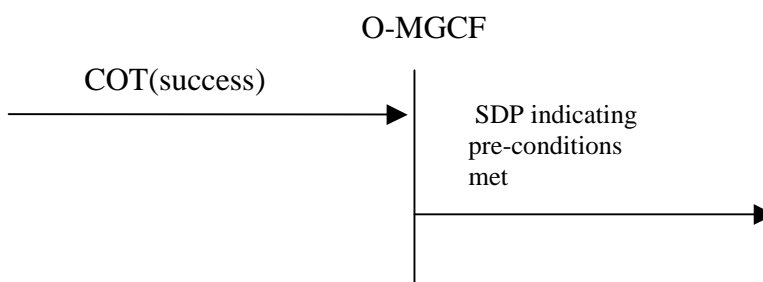 O-MGCF
COT(success)
SDP indicating
pre-conditions
met